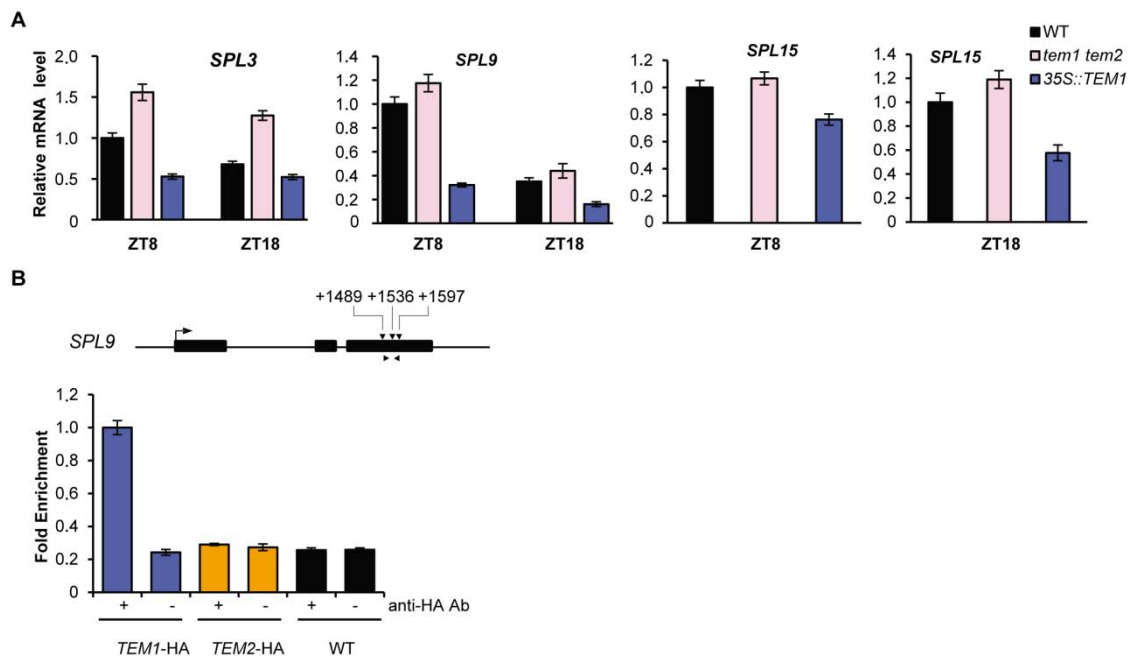 A
SPL3
SPL9
SPL15
SPL15
WT
tem1 tem2
35S::TEM1
Relative mRNA level
2.0
1.5
1.0
0.5
0
ZT8 ZT18
1.4
1.2
1.0
0.8
0.6
0.4
0.2
0
ZT8 ZT18
1.2
1.0
0.8
0.6
0.4
0.2
0
ZT8
1.4
1.2
1.0
0.8
0.6
0.4
0.2
0
ZT18
B
+1489 +1536 +1597
SPL9
Fold Enrichment
1.2
1.0
0.8
0.6
0.4
0.2
0
+ - + - + - anti-HA Ab
TEM1-HA TEM2-HA WT